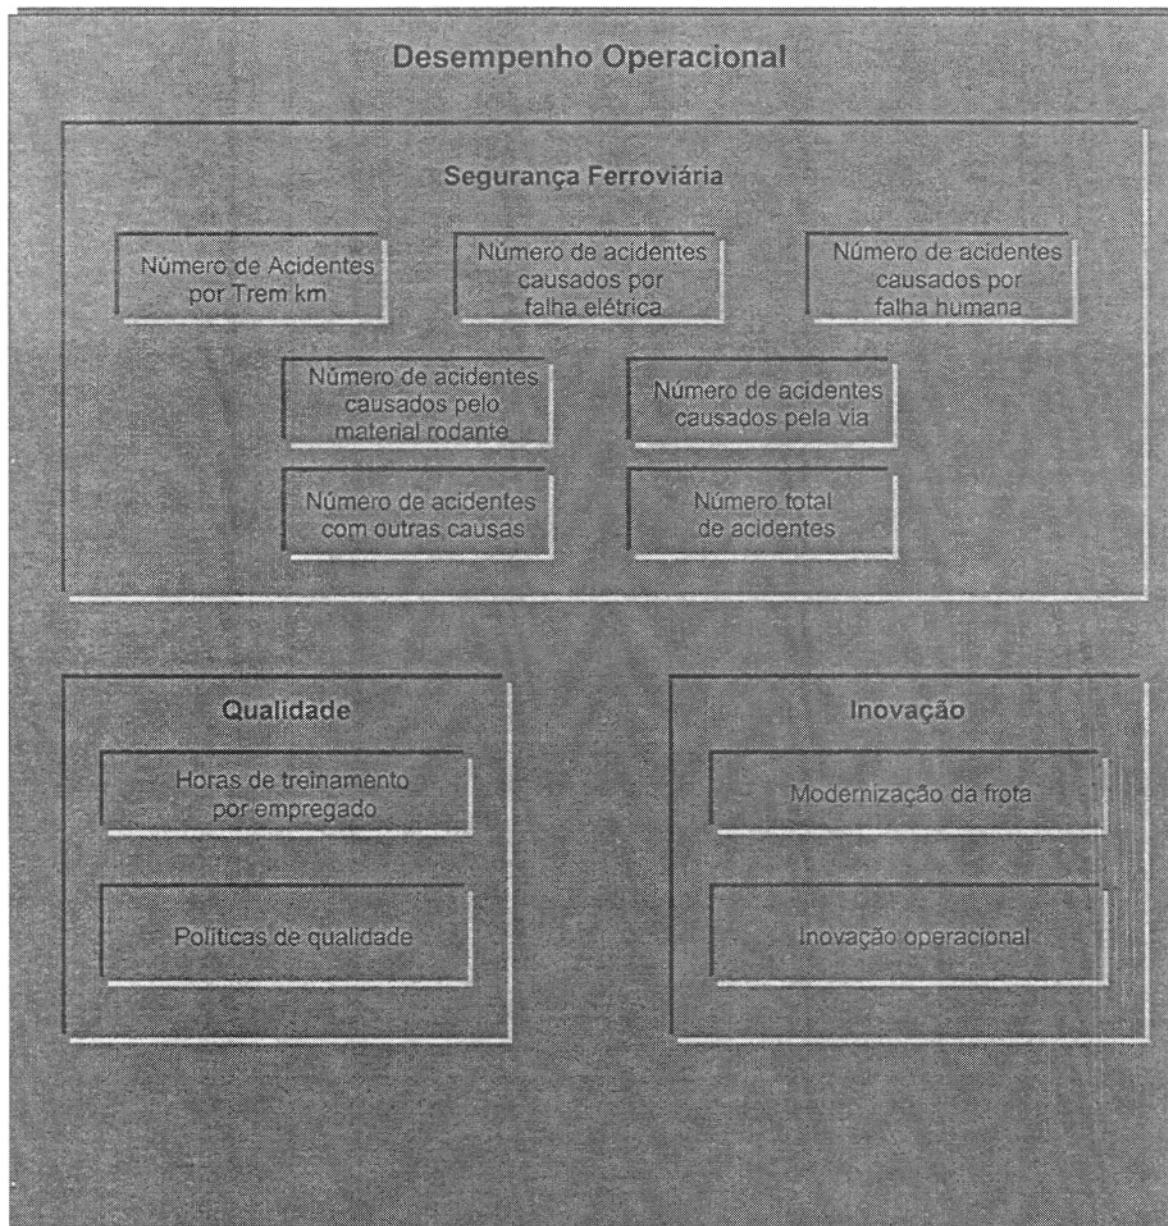 Desempenho Operacional
Segurança Ferroviária
Número de Acidentes
por Trem km
Número de acidentes
causados por
falha elétrica
Número de acidentes
causados por
falha humana
Número de acidentes
causados pelo
material rodante
Número de acidentes
causados pela via
Número de acidentes
com outras causas
Número total
de acidentes
Qualidade
Horas de treinamento
por empregado
Políticas de qualidade
Inovação
Modernização da frota
Inovação operacional